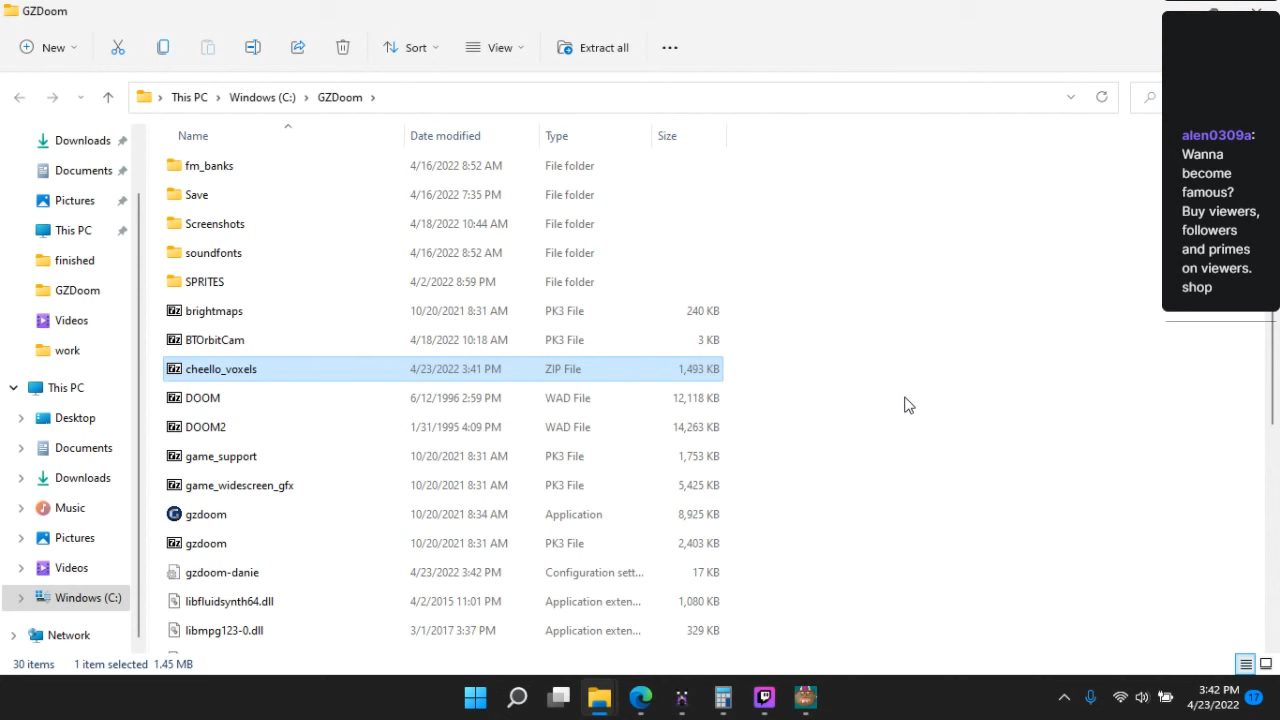 GZDoom
New
Sort
View
Extract all
This PC
Windows (C:)
GZDoom
Name
Date modified
Type
Size
Downloads
Documents
Pictures
This PC
finished
GZDoom
Videos
work
This PC
Desktop
Documents
Downloads
Music
Pictures
Videos
Windows (C:)
Network
fm_banks 4/16/2022 8:52 AM File folder
Save 4/16/2022 7:35 PM File folder
Screenshots 4/18/2022 10:44 AM File folder
soundfonts 4/16/2022 8:52 AM File folder
SPRITES 4/2/2022 8:59 PM File folder
brightmaps 10/20/2021 8:31 AM PK3 File 240 KB
BTOrbitCam 4/18/2022 10:18 AM PK3 File 3 KB
cheello_voxels 4/23/2022 3:41 PM ZIP File 1,493 KB
DOOM 6/12/1996 2:59 PM WAD File 12,118 KB
DOOM2 1/31/1995 4:09 PM WAD File 14,263 KB
game_support 10/20/2021 8:31 AM PK3 File 1,753 KB
game_widescreen_gfx 10/20/2021 8:31 AM PK3 File 5,425 KB
gzdoom 10/20/2021 8:34 AM Application 8,925 KB
gzdoom 10/20/2021 8:31 AM PK3 File 2,403 KB
gzdoom-danie 4/23/2022 3:42 PM Configuration sett... 17 KB
libfluidsynth64.dll 4/2/2015 11:01 PM Application exten... 1,080 KB
libmpg123-0.dll 3/1/2017 3:37 PM Application exten... 329 KB
alen0309a:
Wanna
become
famous?
Buy viewers,
followers
and primes
on viewers.
shop
30 items 1 item selected 1.45 MB
3:42 PM
4/23/2022
17